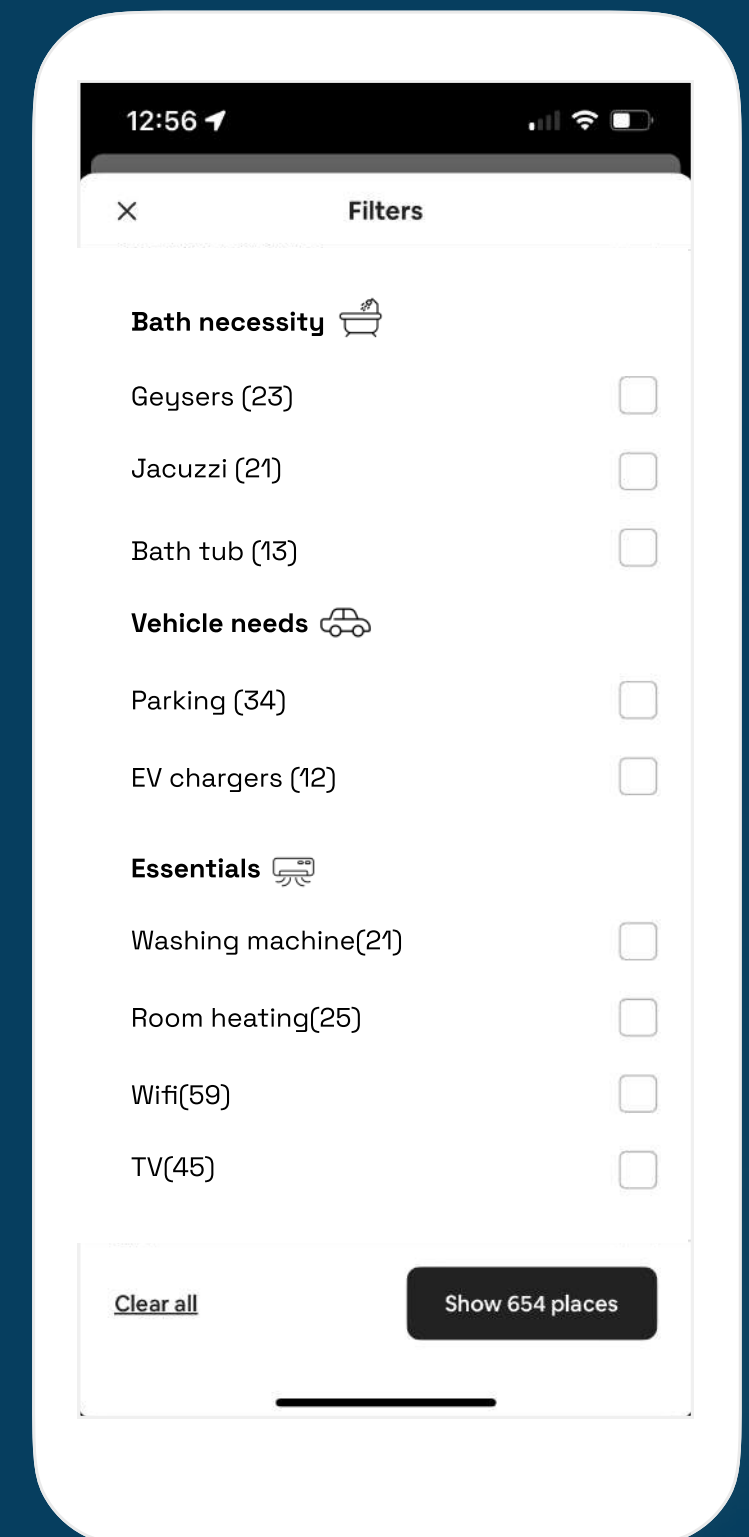 12:56
Filters
Bath necessity
Geysers (23)
Jacuzzi (21)
Bath tub (13)
Vehicle needs
Parking (34)
EV chargers (12)
Essentials
Washing machine(21)
Room heating(25)
Wifi(59)
TV(45)
Clear all
Show 654 places